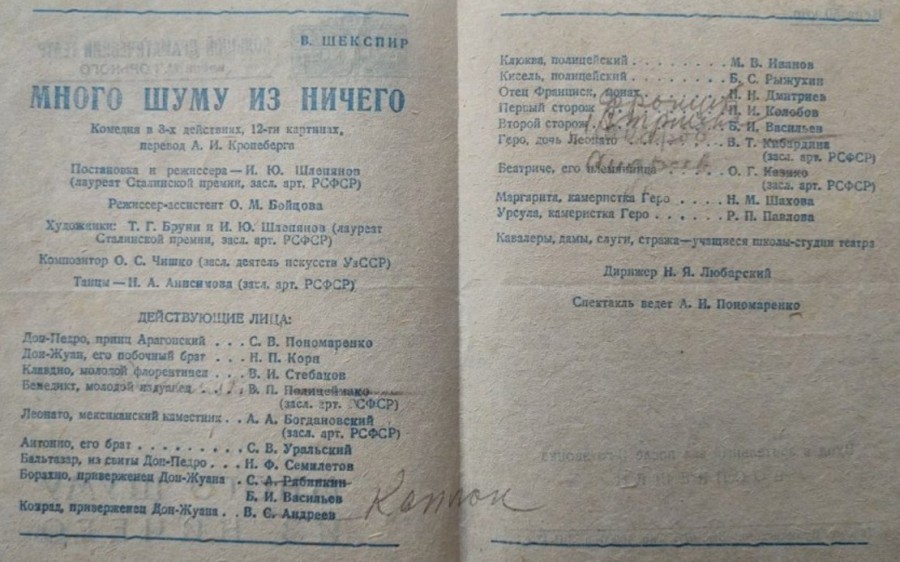 В. ШЕКСПИР
МНОГО ШУМУ ИЗ НИЧЕГО
Комедия в 3-х действиях, 12-ти картинах,
перевод А. И. Кронеберга
Постановка и режиссера — И. Ю. Шлепянов
(лауреат Сталинской премии, засл. арт. РСФСР)
Режиссер-ассистент О. М. Бойцова
Художники: Т. Г. Бруни и И. Ю. Шлепянов (лауреат
Сталинской премии, засл. арт. РСФСР)
Композитор О. С. Чишко (засл. деятель искусств УзССР)
Танцы — Н. А. Анисимова (засл. арт. РСФСР)
ДЕЙСТВУЮЩИЕ ЛИЦА:
Дон-Педро, принц Арагонский . . . С. В. Пономаренко
Дон-Жуан, его побочный брат . . . Н. П. Корн
Клавдио, молодой флорентинец . . В. И. Стебаков
Бенедикт, молодой . . В. П. Полицеймако
(засл. арт. РСФСР)
Леонато, мексиканский наместник . . А. А. Богдановский
(засл. арт. РСФСР)
Антонио, его брат . . . . . . . . С. В. Уральский
Бальтазар, из свиты Дон-Педро . . . Н. Ф. Семилетов
Борахио, приверженец Дон-Жуана . С. А. Рябинкин
Б. И. Васильев
Конрад, приверженец Дон-Жуана . . В. С. Андреев
Клюква, полицейский . . . . . . . . М. В. Иванов
Кисель, полицейский . . . . . . . . Б. С. Рыжухин
Отец Франциск, монах Н. Н. Дмитриев
Первый сторож И. И. Колобов
Второй сторож Б. И. Васильев
Геро, дочь Леонато В. Т. Кибардина
(засл. арт. РСФСР)
Беатриче, его племянница О. Г. Казико
(засл. арт. РСФСР)
Маргарита, камеристка Геро . . . Н. М. Шахова
Урсула, камеристка Геро . . . . . Р. П. Павлова
Кавалеры, дамы, слуги, стража—учащиеся школы-студии театра
Дирижер Н. Я. Любарский
Спектакль ведет А. И. Пономаренко